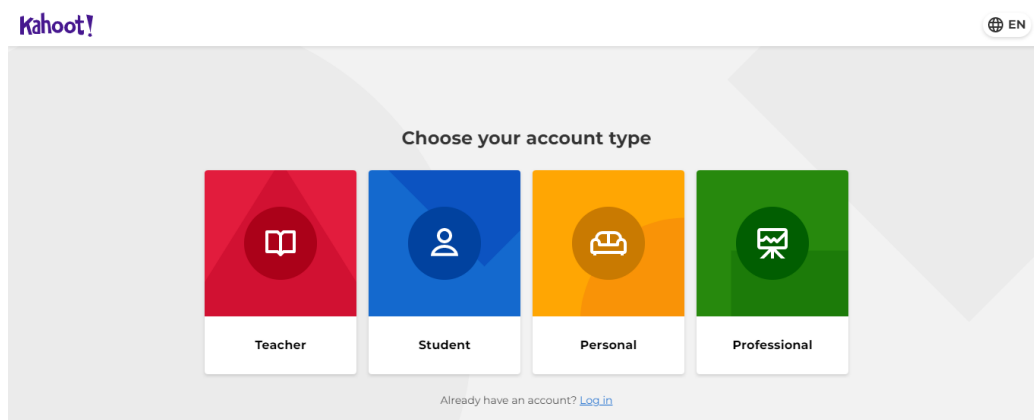 Kahoot!
EN
Choose your account type
Teacher
Student
Personal
Professional
Already have an account? Log in